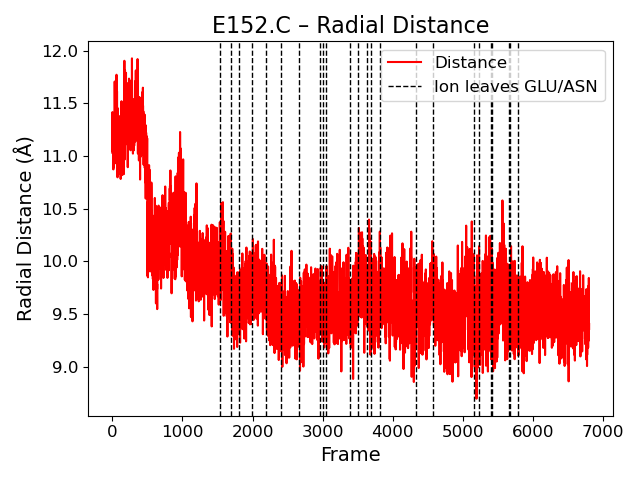 E152.C – Radial Distance
12.0
11.5
11.0
10.5
10.0
9.5
9.0
Radial Distance (Å)
Distance
Ion leaves GLU/ASN
0 1000 2000 3000 4000 5000 6000 7000
Frame